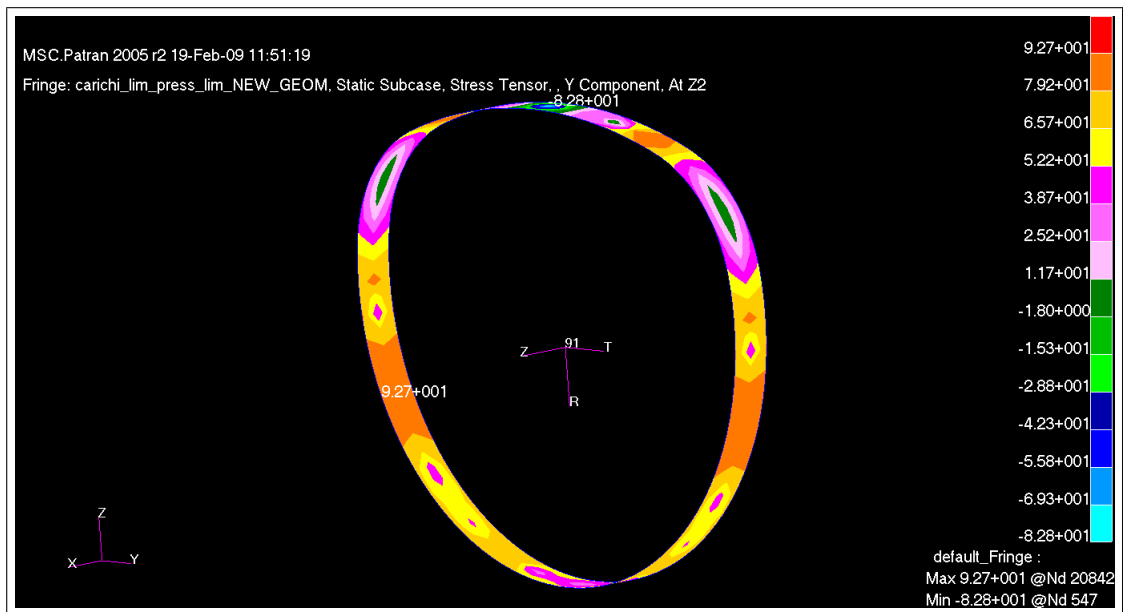 MSC.Patran 2005 r2 19-Feb-09 11:51:19
Fringe: carichi_lim_press_lim_NEW_GEOM, Static Subcase, Stress Tensor, , Y Component, At Z2
-8.28+001
91
Z
T
R
9.27+001
Z
X
Y
9.27+001
7.92+001
6.57+001
5.22+001
3.87+001
2.52+001
1.17+001
-1.80+000
-1.53+001
-2.88+001
-4.23+001
-5.58+001
-6.93+001
-8.28+001
default_Fringe :
Max 9.27+001 @Nd 20842
Min -8.28+001 @Nd 547